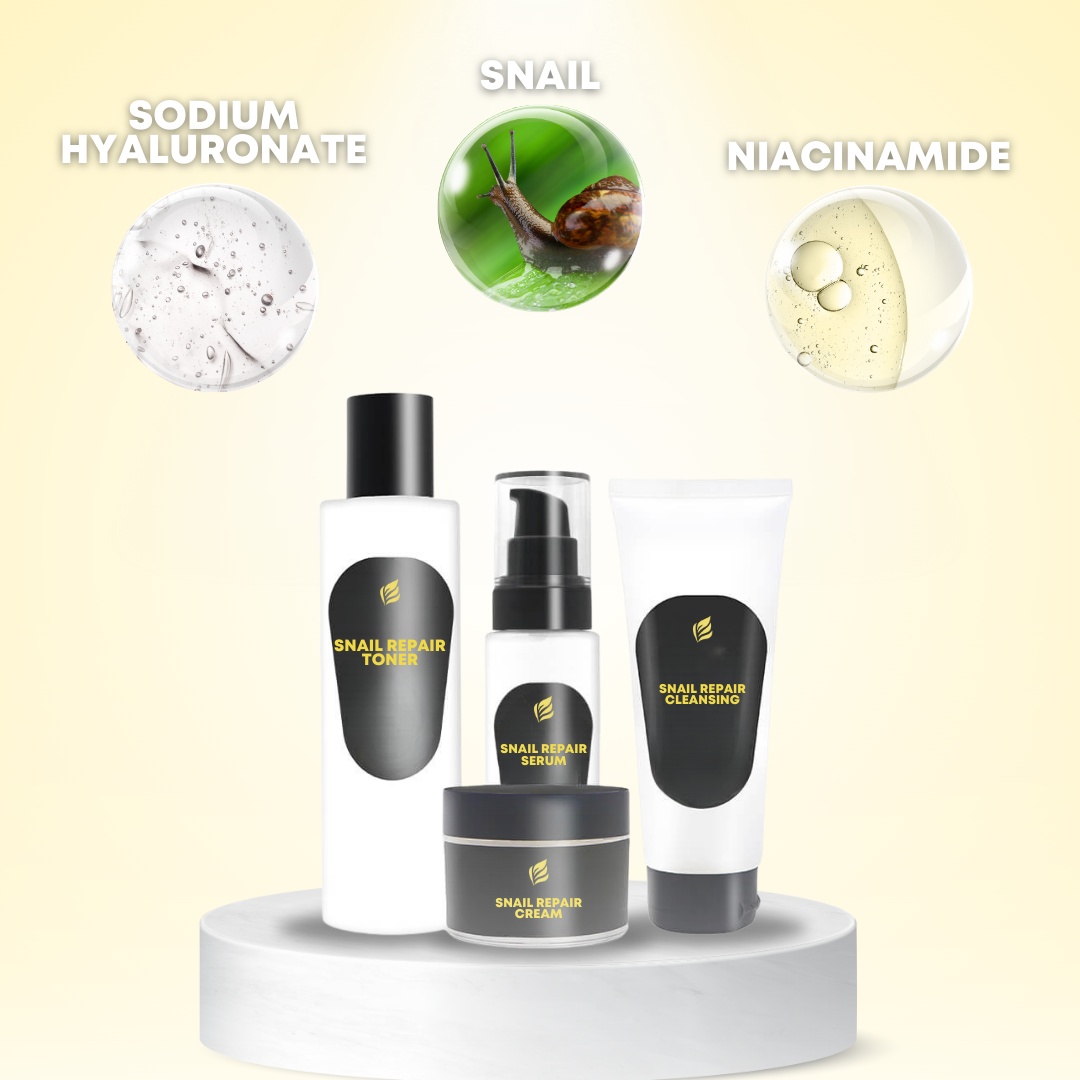 SNAIL
SODIUM
HYALURONATE
NIACINAMIDE
SNAIL REPAIR
TONER
SNAIL REPAIR
SERUM
SNAIL REPAIR
CLEANSING
SNAIL REPAIR
CREAM